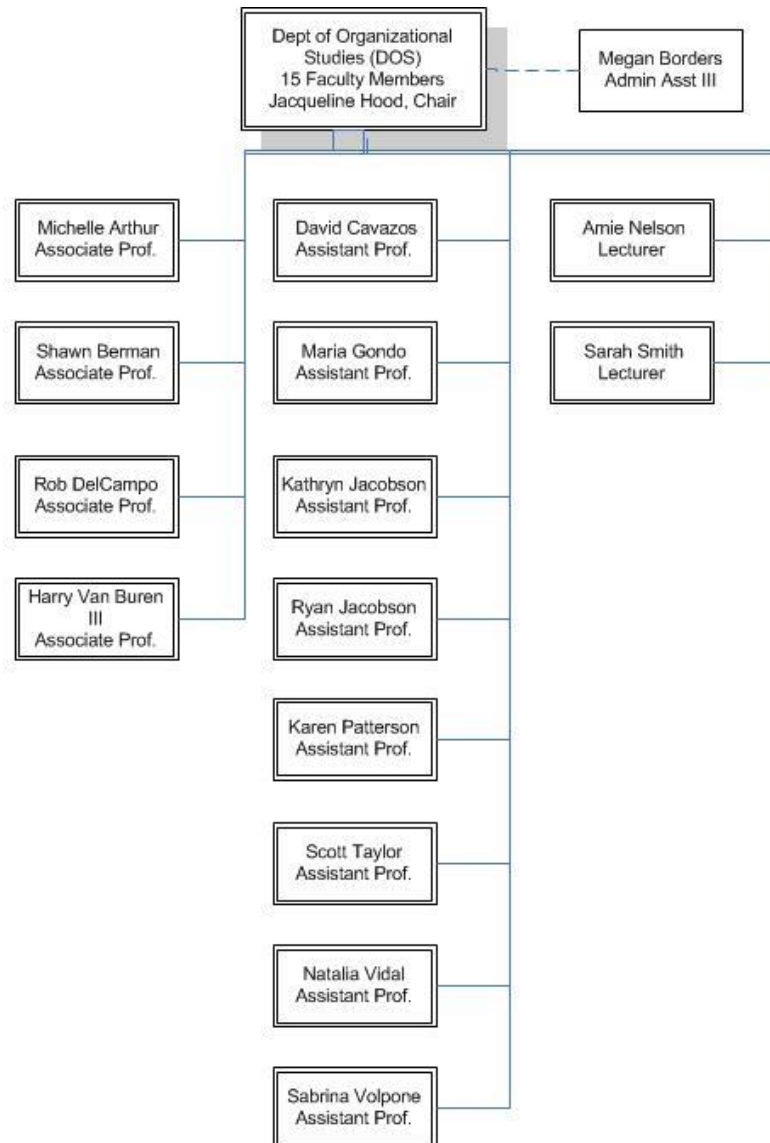 Dept of Organizational
Studies (DOS)
15 Faculty Members
Jacqueline Hood, Chair
Megan Borders
Admin Asst III
Michelle Arthur
Associate Prof.
David Cavazos
Assistant Prof.
Arnie Nelson
Lecturer
Shawn Berman
Associate Prof.
Maria Gondo
Assistant Prof.
Sarah Smith
Lecturer
Rob DelCampo
Associate Prof.
Kathryn Jacobson
Assistant Prof.
Harry Van Buren
III
Associate Prof.
Ryan Jacobson
Assistant Prof.
Karen Patterson
Assistant Prof.
Scott Taylor
Assistant Prof.
Natalia Vidal
Assistant Prof.
Sabrina Volpone
Assistant Prof.